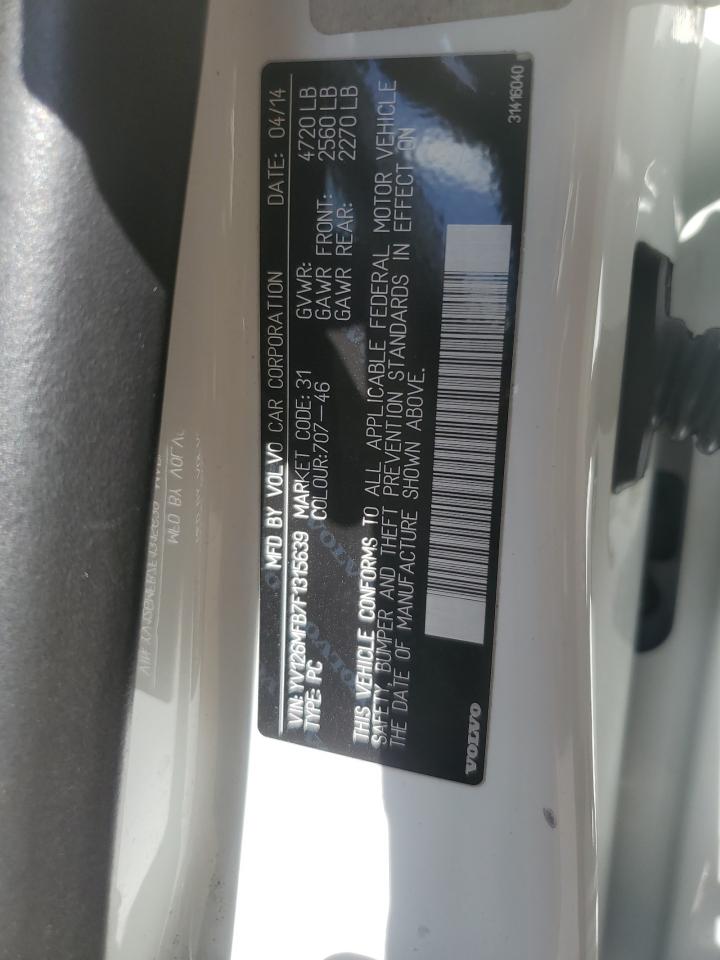 MFD BY VOLVO CAR CORPORATION DATE: 04/14
VIN: YV126MFB7F1315639 MARKET CODE: 31 GVWR: 4720 LB
TYPE: PC COLOUR:707-46 GAWR FRONT: 2560 LB
GAWR REAR: 2270 LB
THIS VEHICLE CONFORMS TO ALL APPLICABLE FEDERAL MOTOR VEHICLE
SAFETY, BUMPER AND THEFT PREVENTION STANDARDS IN EFFECT ON
THE DATE OF MANUFACTURE SHOWN ABOVE.
VOLVO 31416040
VOLVO
VOLVO